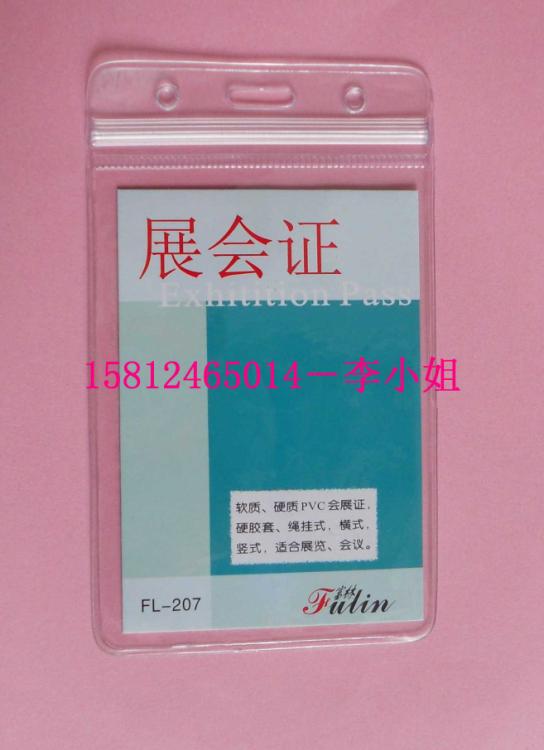 展会证
Exhitition Pass
15812465014－李小姐
软质、硬质PVC会展证,
硬胶套、绳挂式,横式,
竖式,适合展览、会议。
FL-207
富林
Fulin